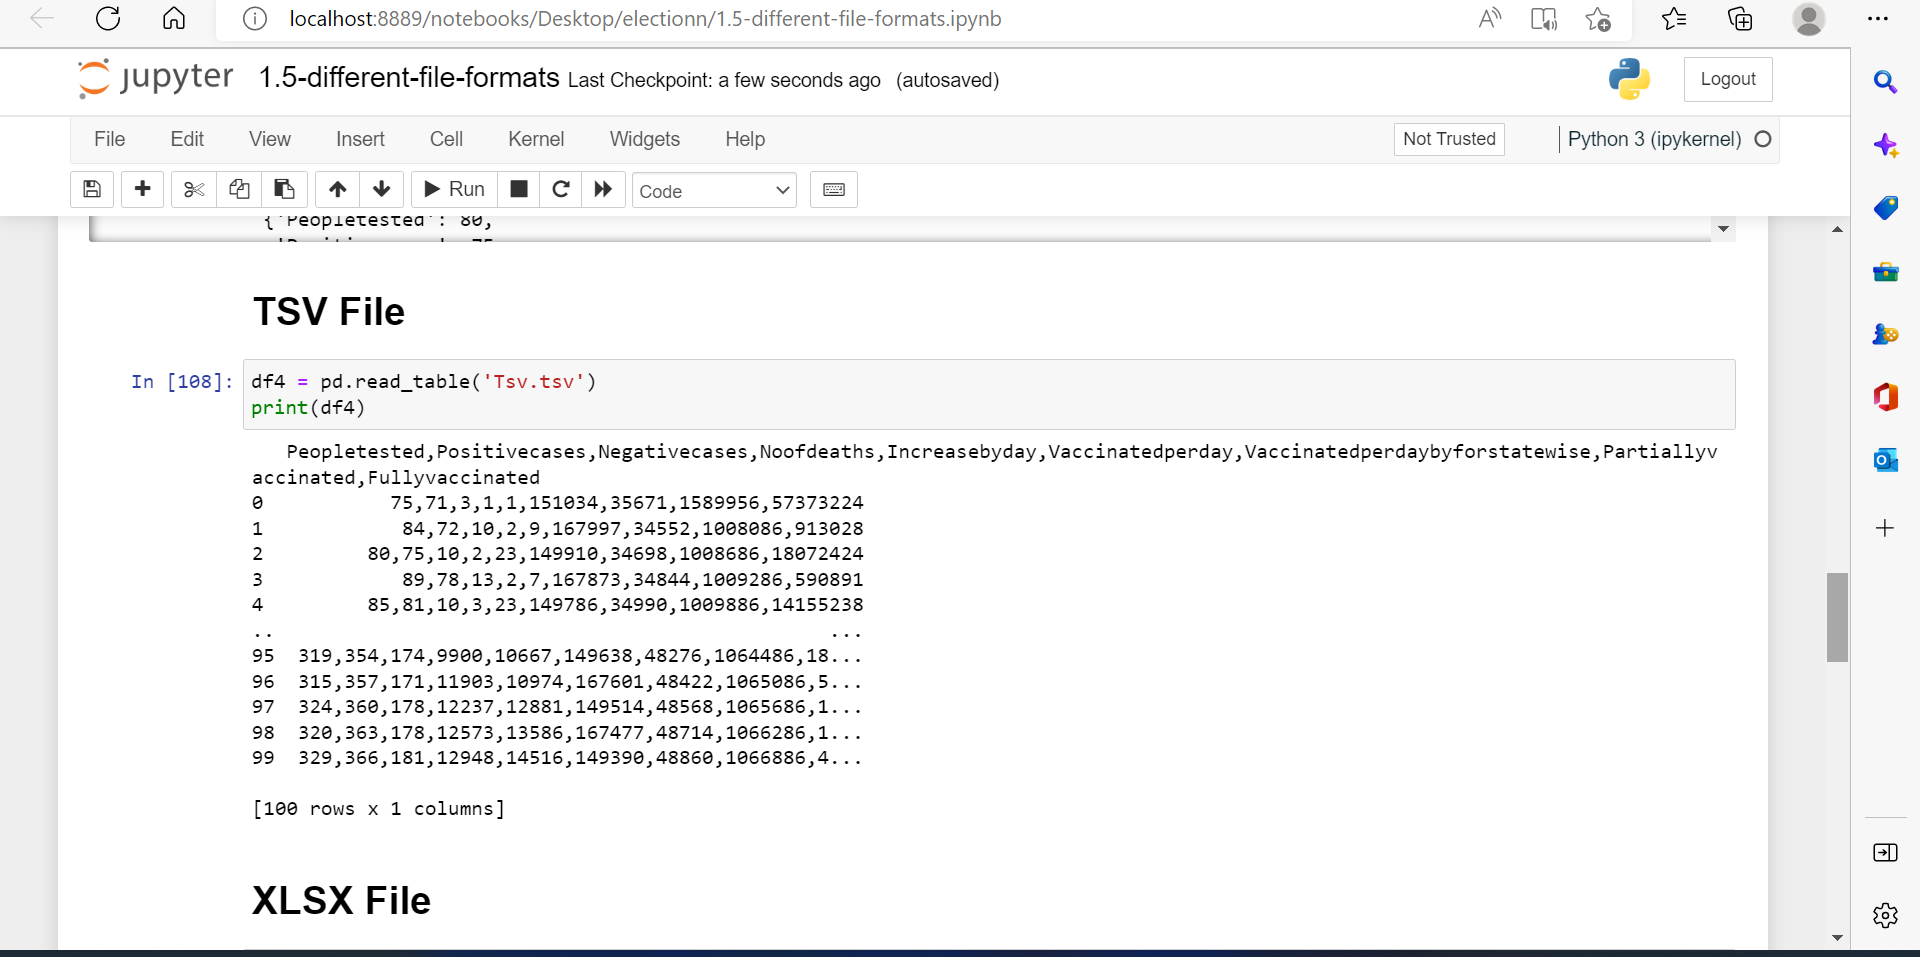 localhost:8889/notebooks/Desktop/electionn/1.5-different-file-formats.ipynb
jupyter 1.5-different-file-formats Last Checkpoint: a few seconds ago (autosaved)
Logout
File Edit View Insert Cell Kernel Widgets Help
Not Trusted
Python 3 (ipykernel)
Run
Code
{'Peopletested': 80,
TSV File
In [108]:
df4 = pd.read_table('Tsv.tsv')
print(df4)
Peopletested,Positivecases,Negativecases,Noofdeaths,Increasebyday,Vaccinatedperday,Vaccinatedperdaybyforstatewise,Partiallyv
accinated,Fullyvaccinated
0 75,71,3,1,1,151034,35671,1589956,57373224
1 84,72,10,2,9,167997,34552,1008086,913028
2 80,75,10,2,23,149910,34698,1008686,18072424
3 89,78,13,2,7,167873,34844,1009286,590891
4 85,81,10,3,23,149786,34990,1009886,14155238
.. ...
95 319,354,174,9900,10667,149638,48276,1064486,18...
96 315,357,171,11903,10974,167601,48422,1065086,5...
97 324,360,178,12237,12881,149514,48568,1065686,1...
98 320,363,178,12573,13586,167477,48714,1066286,1...
99 329,366,181,12948,14516,149390,48860,1066886,4...
[100 rows x 1 columns]
XLSX File